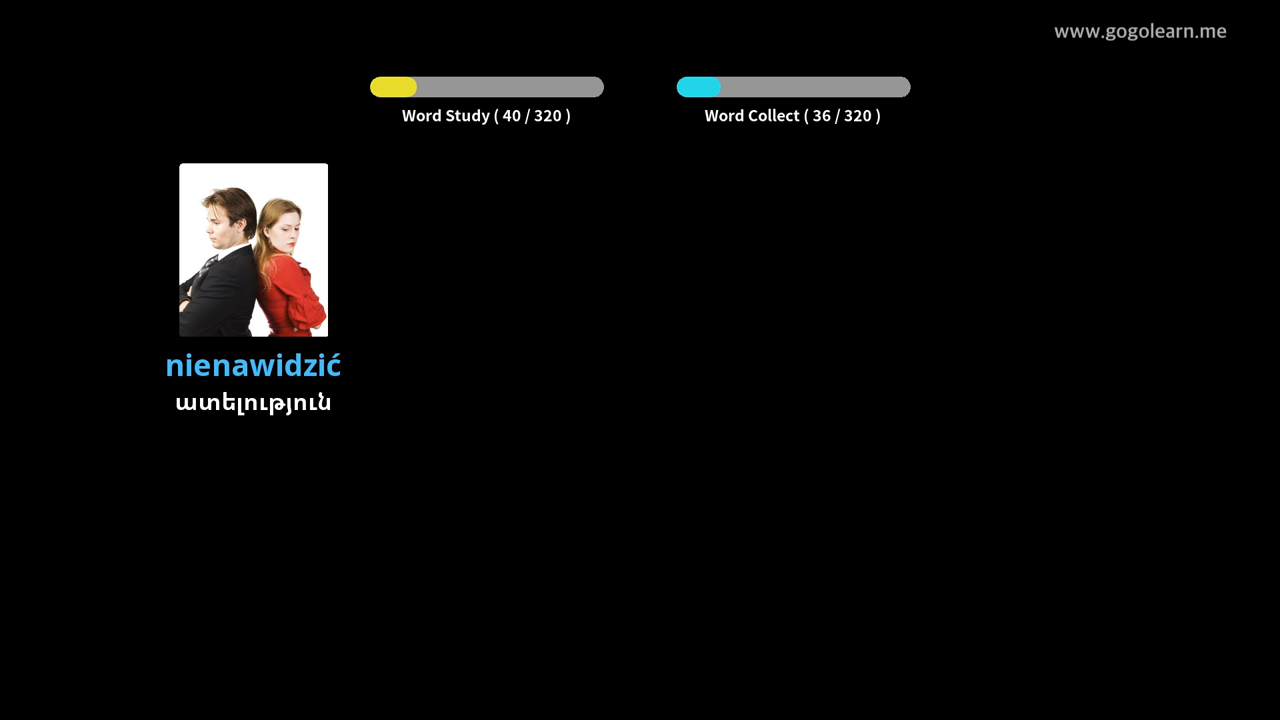 www.gogolearn.me
Word Study ( 40 / 320 )
Word Collect ( 36 / 320 )
nienawidzić
ատելություն